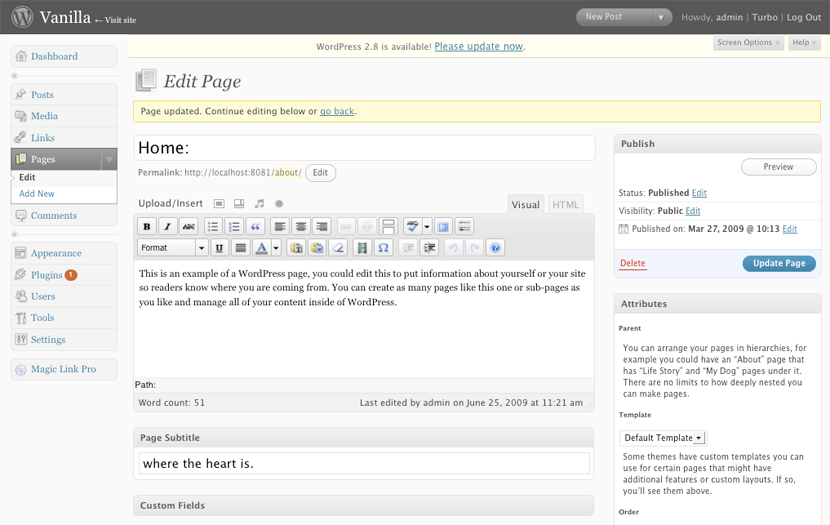 Vanilla ← Visit site
New Post
Howdy, admin | Turbo | Log Out
WordPress 2.8 is available! Please update now.
Screen Options
Help
Dashboard
Posts
Media
Links
Pages
Edit
Add New
Comments
Appearance
Plugins 1
Users
Tools
Settings
Magic Link Pro
Edit Page
Page updated. Continue editing below or go back.
Home:
Permalink: http://localhost:8081/about/ Edit
Upload/Insert
Visual
HTML
B I ABC
Format
U A Ω
This is an example of a WordPress page, you could edit this to put information about yourself or your site
so readers know where you are coming from. You can create as many pages like this one or sub-pages as
you like and manage all of your content inside of WordPress.
Path:
Word count: 51
Last edited by admin on June 25, 2009 at 11:21 am
Page Subtitle
where the heart is.
Custom Fields
Publish
Preview
Status: Published Edit
Visibility: Public Edit
Published on: Mar 27, 2009 @ 10:13 Edit
Delete
Update Page
Attributes
Parent
You can arrange your pages in hierarchies, for
example you could have an “About” page that
has “Life Story” and “My Dog” pages under it.
There are no limits to how deeply nested you
can make pages.
Template
Default Template
Some themes have custom templates you can
use for certain pages that might have
additional features or custom layouts. If so,
you’ll see them above.
Order